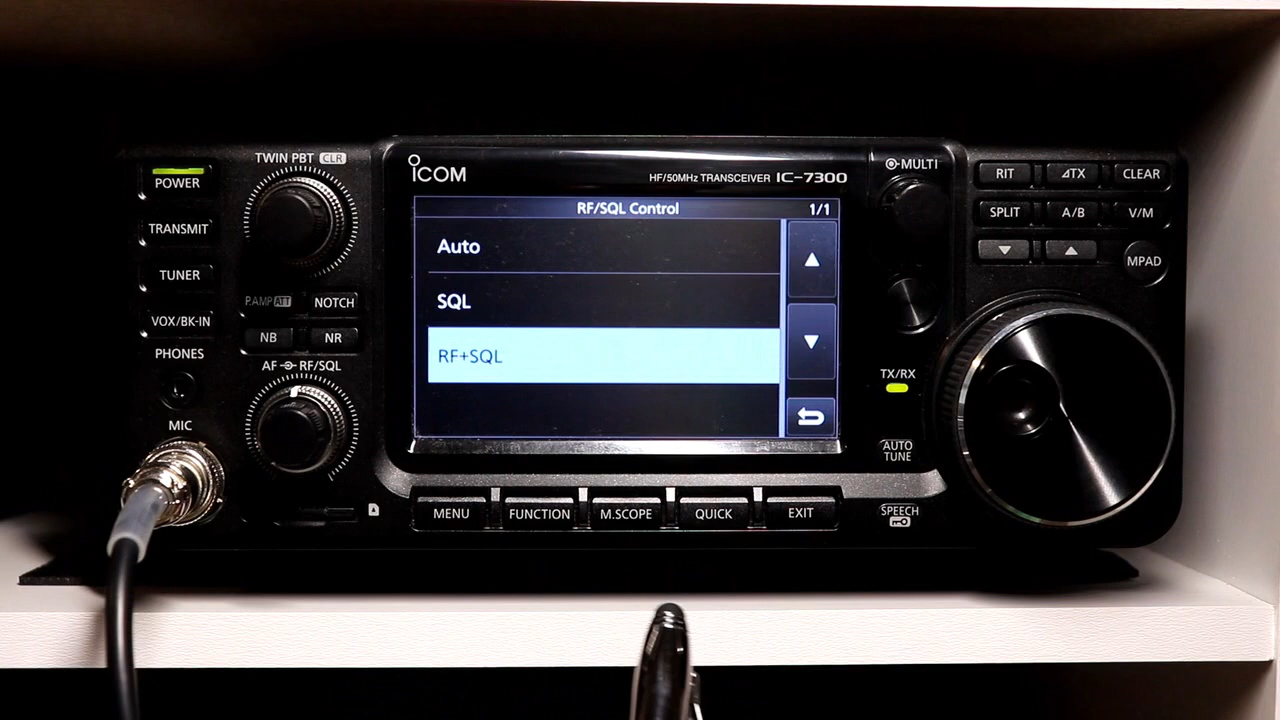 POWER
TRANSMIT
TUNER
VOX/BK-IN
PHONES
MIC
TWIN PBT CLR
P.AMP ATT
NOTCH
NB
NR
AF RF/SQL
ICOM
HF/50MHz TRANSCEIVER IC-7300
RF/SQL Control 1/1
Auto
SQL
RF+SQL
MENU
FUNCTION
M.SCOPE
QUICK
EXIT
MULTI
TX/RX
AUTO
TUNE
SPEECH
RIT
ΔTX
CLEAR
SPLIT
A/B
V/M
MPAD